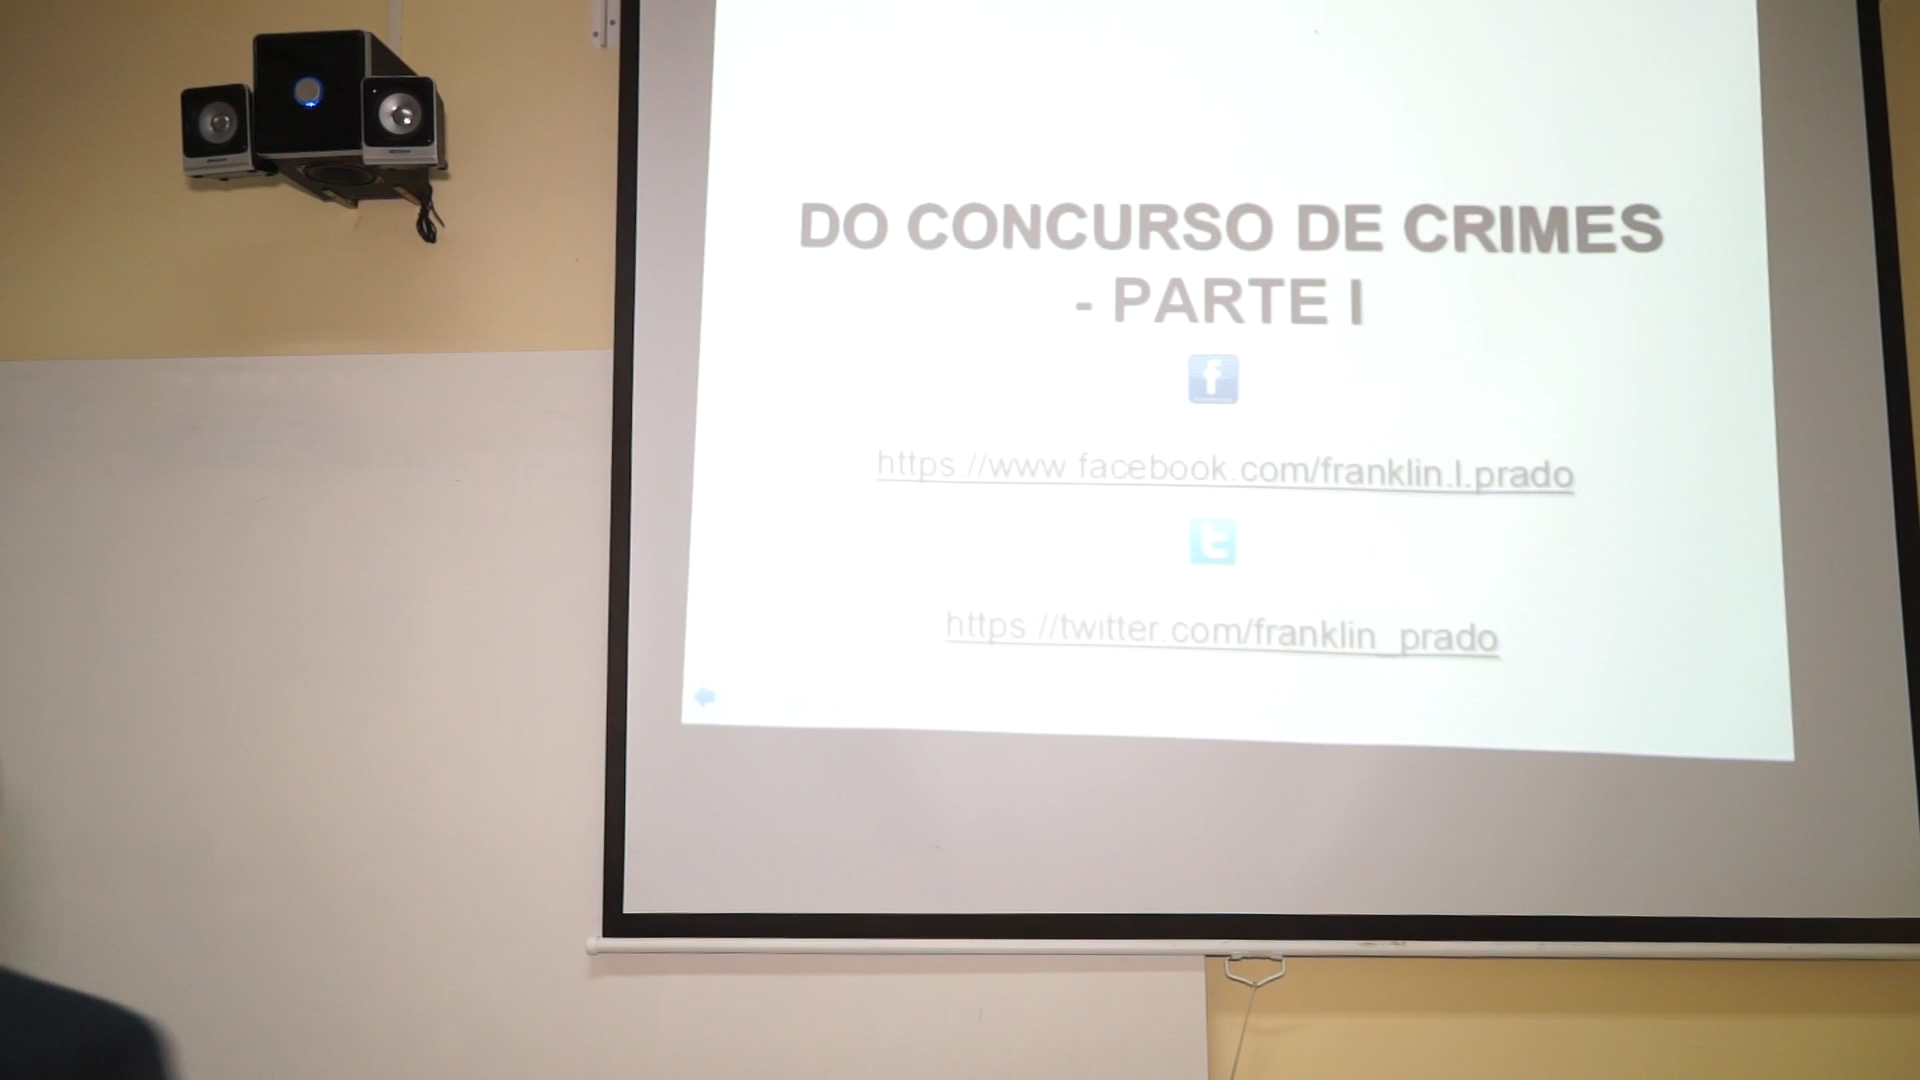 DO CONCURSO DE CRIMES
- PARTE I
f
https://www.facebook.com/franklin.l.prado
t
https://twitter.com/franklin_prado